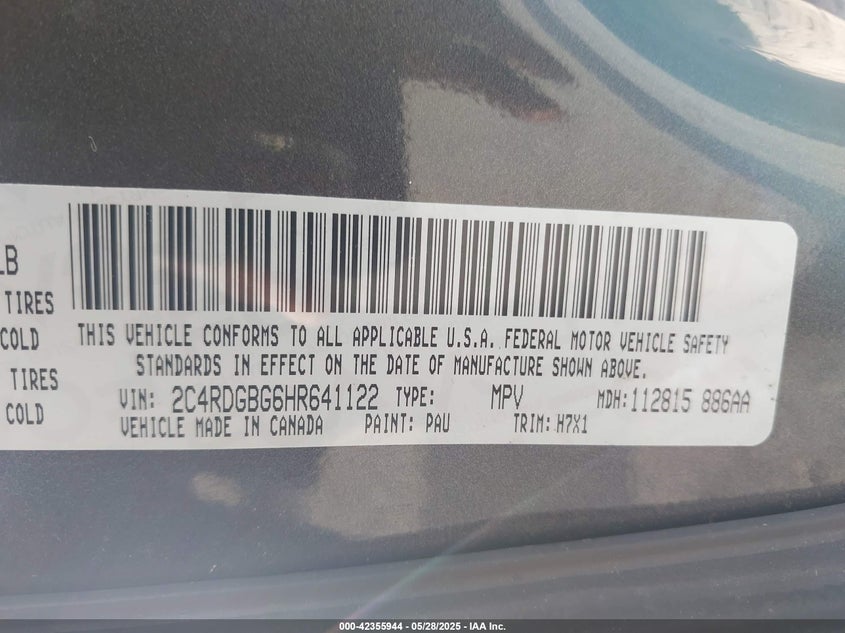 LB
TIRES
COLD
TIRES
COLD
THIS VEHICLE CONFORMS TO ALL APPLICABLE U.S.A. FEDERAL MOTOR VEHICLE SAFETY
STANDARDS IN EFFECT ON THE DATE OF MANUFACTURE SHOWN ABOVE.
VIN: 2C4RDGBG6HR641122 TYPE: MPV MDH: 112815 886AA
VEHICLE MADE IN CANADA PAINT: PAU TRIM: H7X1
000-42355944 - 05/28/2025 - IAA Inc.